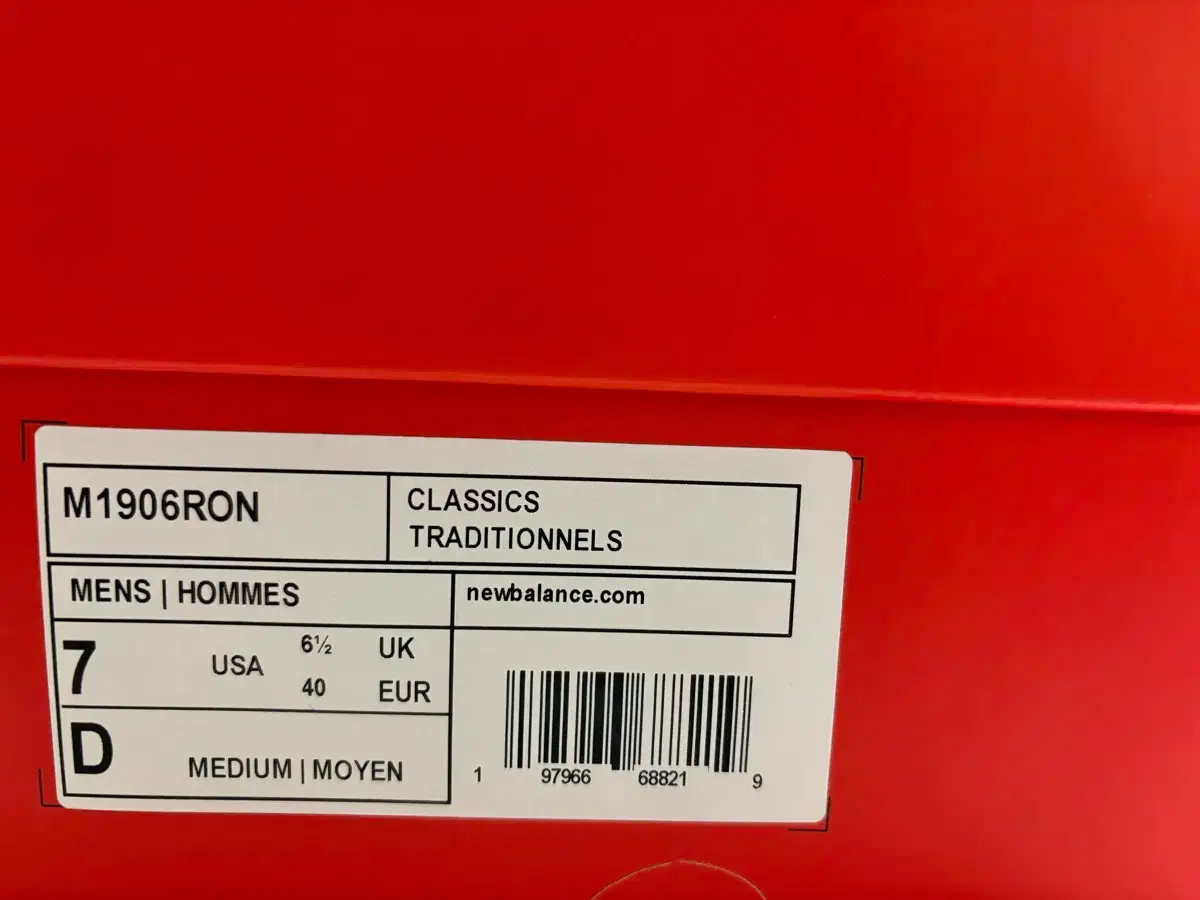 M1906RON
CLASSICS
TRADITIONNELS
MENS | HOMMES
newbalance.com
7 USA 6½ UK
40 EUR
D MEDIUM | MOYEN
1 97966 68821 9